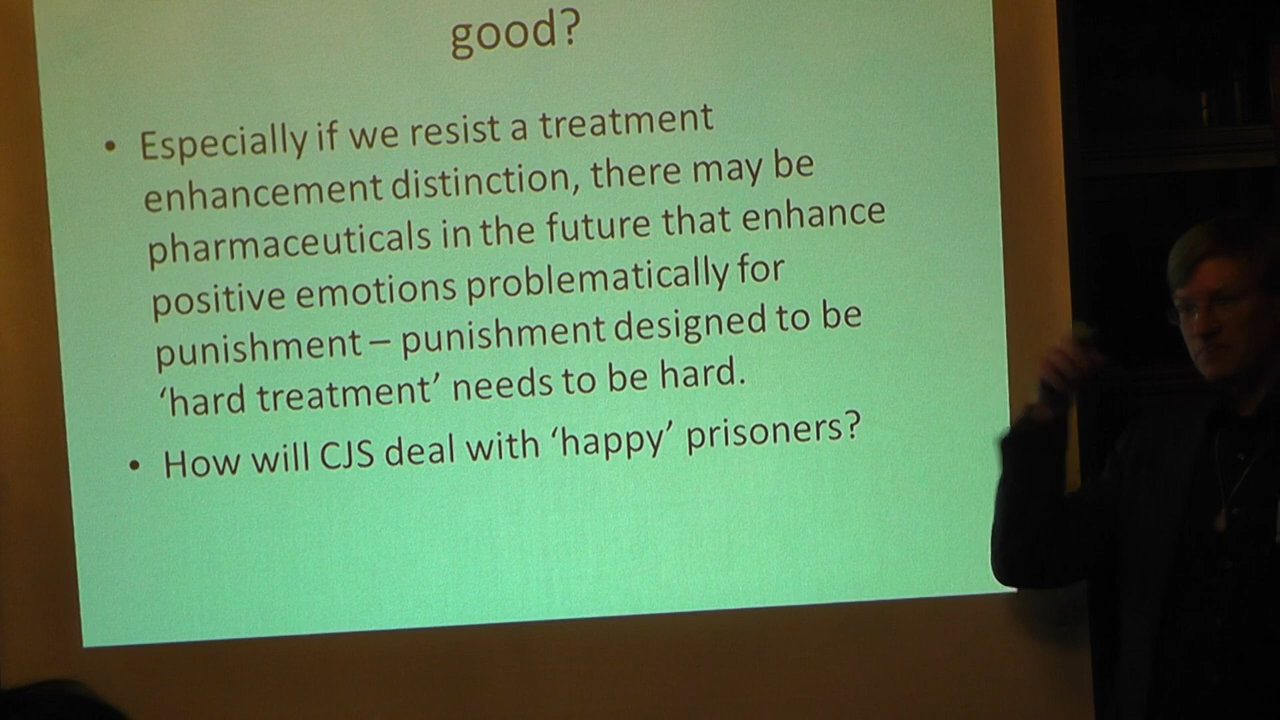 good?
• Especially if we resist a treatment
enhancement distinction, there may be
pharmaceuticals in the future that enhance
positive emotions problematically for
punishment – punishment designed to be
‘hard treatment’ needs to be hard.
• How will CJS deal with ‘happy’ prisoners?